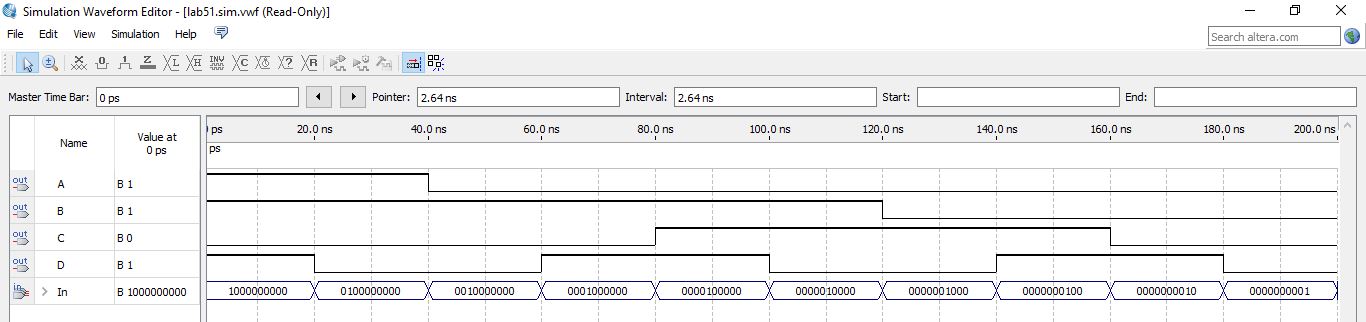 Simulation Waveform Editor - [lab51.sim.vwf (Read-Only)]
File Edit View Simulation Help
Search altera.com
Master Time Bar: 0 ps Pointer: 2.64 ns Interval: 2.64 ns Start: End:
Name Value at 0 ps
ps 20.0 ns 40.0 ns 60.0 ns 80.0 ns 100.0 ns 120.0 ns 140.0 ns 160.0 ns 180.0 ns 200.0 ns
ps
out A B 1
out B B 1
out C B 0
out D B 1
in In B 1000000000 1000000000 0100000000 0010000000 0001000000 0000100000 0000010000 0000001000 0000000100 0000000010 0000000001